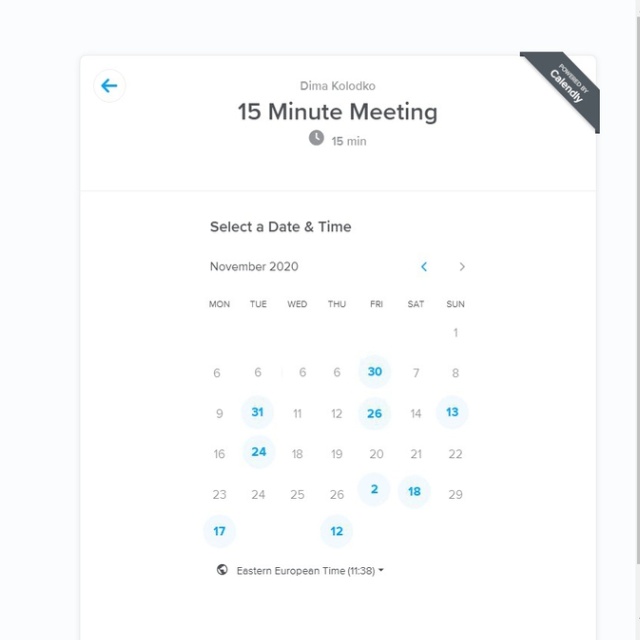 POWERED BY
Calendly
Dima Kolodko
15 Minute Meeting
15 min
Select a Date & Time
November 2020
MON TUE WED THU FRI SAT SUN
1
6 6 6 6 30 7 8
9 31 11 12 26 14 13
16 24 18 19 20 21 22
23 24 25 26 2 18 29
17 12
Eastern European Time (11:38)